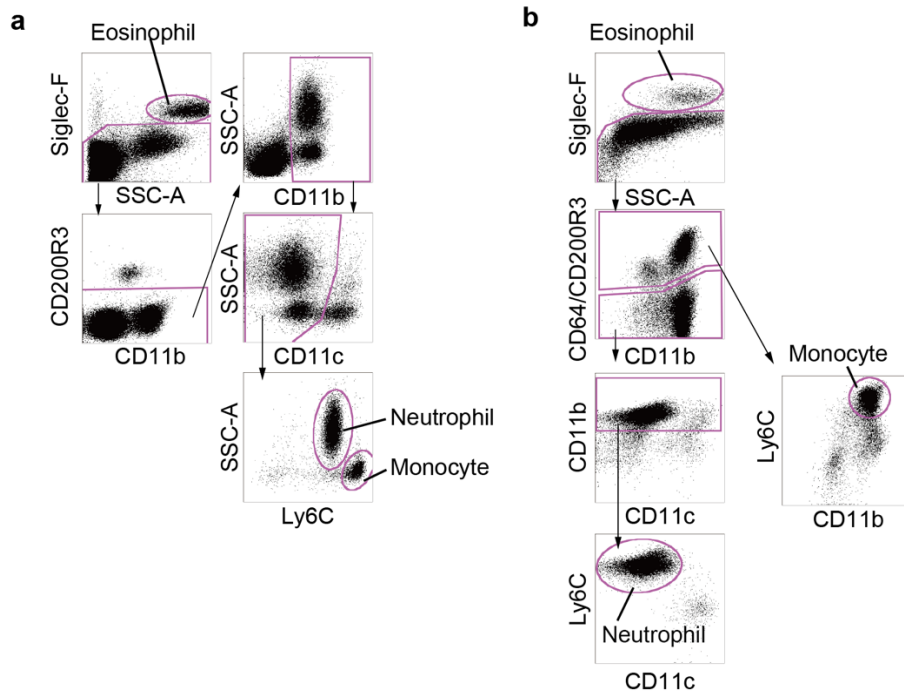 a
Eosinophil
Siglec-F
SSC-A
SSC-A
CD11b
CD200R3
CD11b
SSC-A
CD11c
SSC-A
Ly6C
Neutrophil
Monocyte
b
Eosinophil
Siglec-F
SSC-A
CD64/CD200R3
CD11b
Monocyte
Ly6C
CD11b
CD11b
CD11c
Ly6C
Neutrophil
CD11c